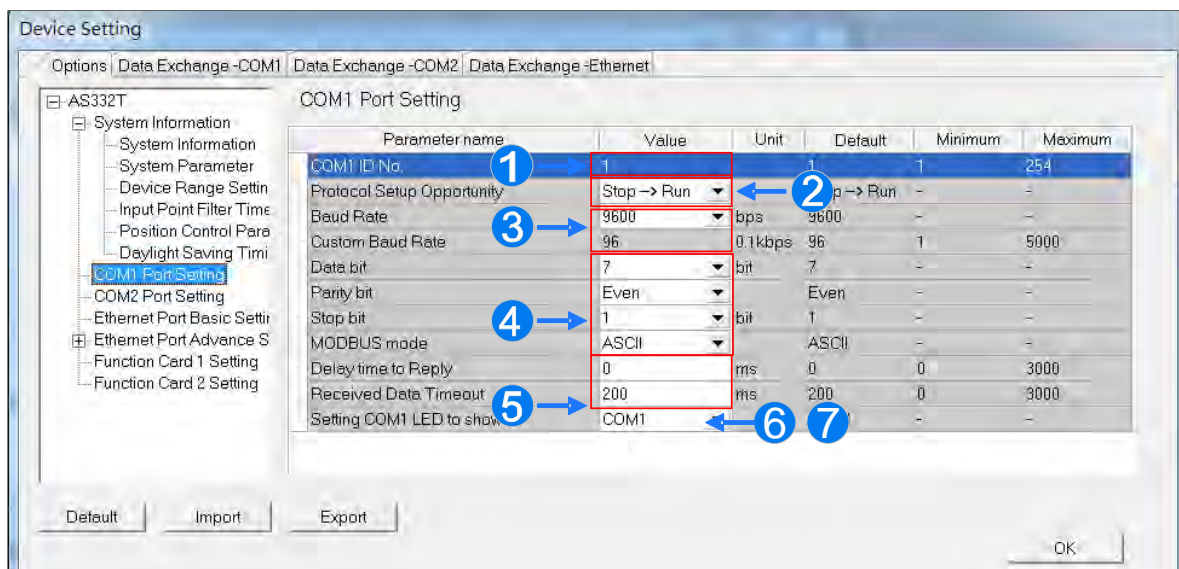 Device Setting
Options Data Exchange -COM1 Data Exchange -COM2 Data Exchange -Ethernet
AS332T
System Information
System Information
System Parameter
Device Range Settin
Input Point Filter Time
Position Control Para
Daylight Saving Timi
COM1 Port Setting
COM2 Port Setting
Ethernet Port Basic Settin
Ethernet Port Advance S
Function Card 1 Setting
Function Card 2 Setting
COM1 Port Setting
Parameter name Value Unit Default Minimum Maximum
COM1 ID No. 1 1 1 1 254
Protocol Setup Opportunity Stop -> Run 2 p -> Run - -
Baud Rate 9600 bps 9600 - -
3
Custom Baud Rate 96 0.1kbps 96 1 5000
Data bit 7 bit 7 - -
Parity bit Even Even - -
Stop bit 4 1 bit 1 - -
MODBUS mode ASCII ASCII - -
Delay time to Reply 0 ms 0 0 3000
Received Data Timeout 5 200 ms 200 0 3000
Setting COM1 LED to show COM1 6 7 - -
Default Import Export
OK